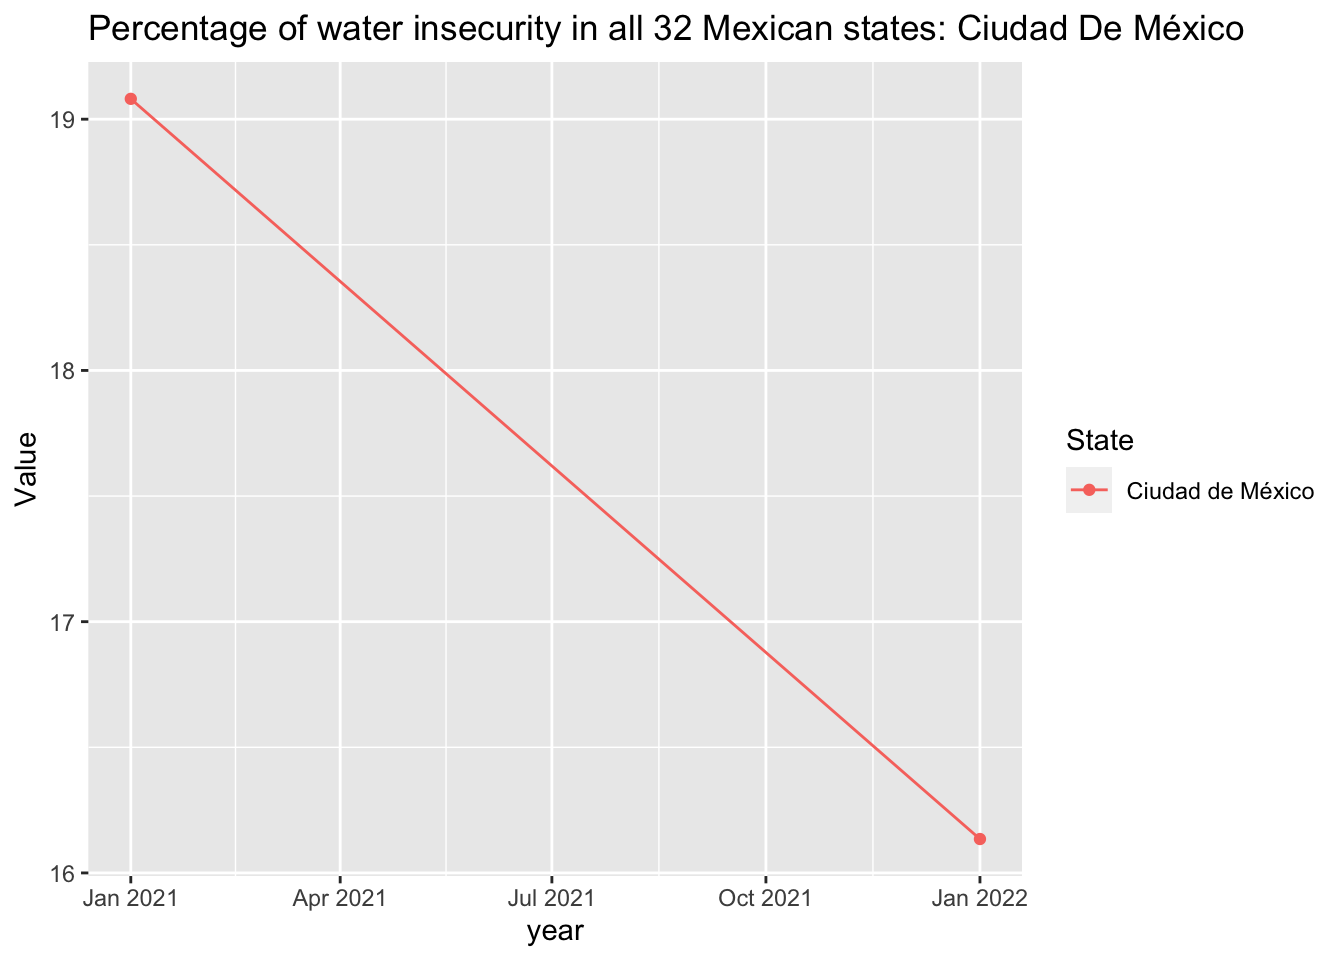 Percentage of water insecurity in all 32 Mexican states: Ciudad De México
19
18
17
16
Value
Jan 2021
Apr 2021
Jul 2021
Oct 2021
Jan 2022
year
State
Ciudad de México